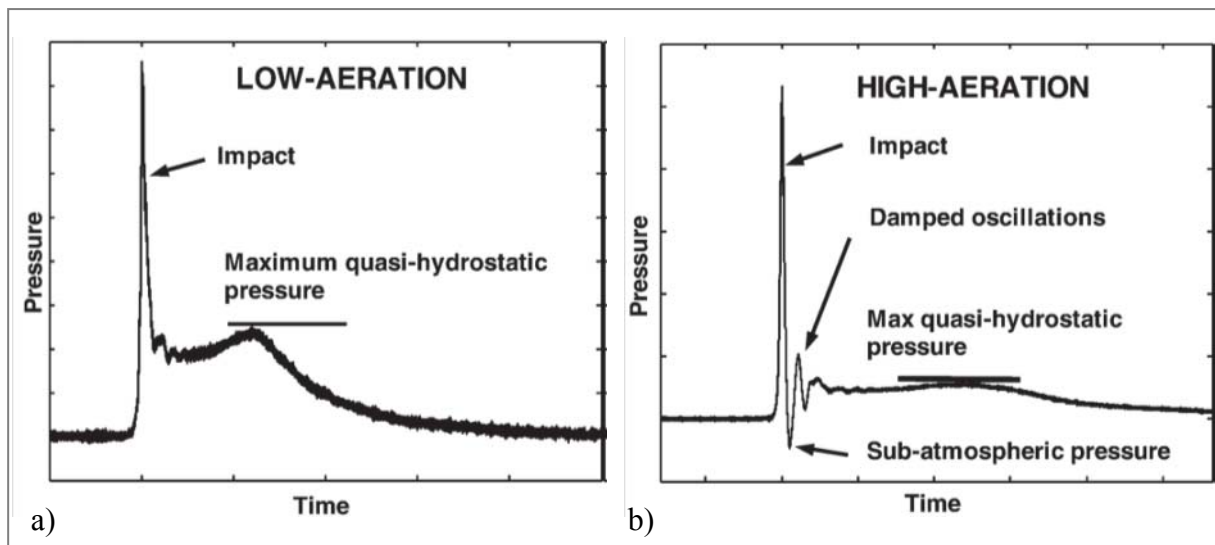 LOW-AERATION
Impact
Maximum quasi-hydrostatic
pressure
Pressure
Time
a)
HIGH-AERATION
Impact
Damped oscillations
Max quasi-hydrostatic
pressure
Sub-atmospheric pressure
Pressure
Time
b)